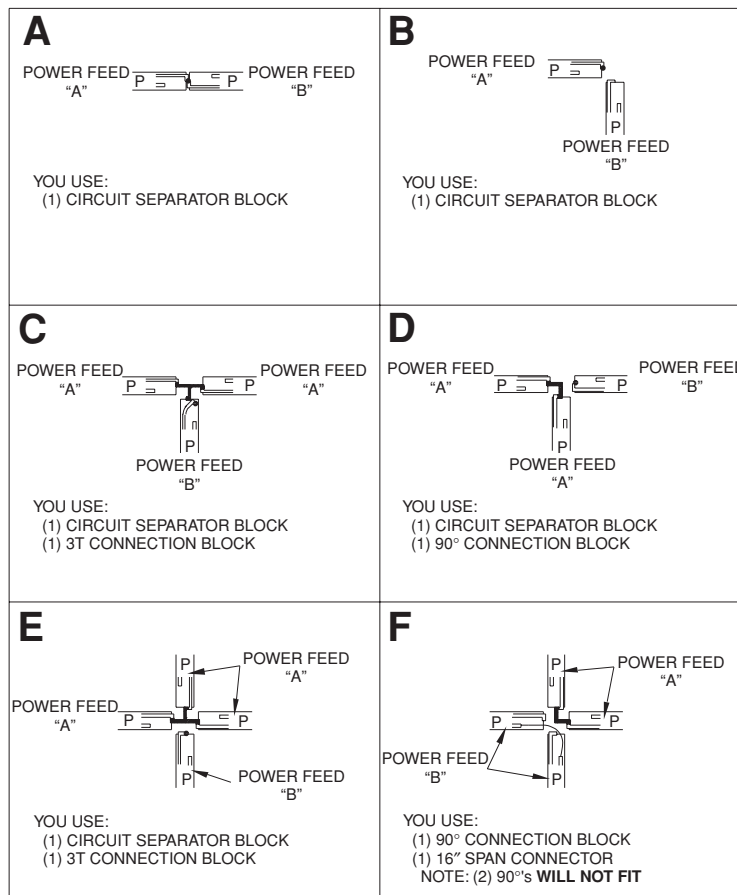 A
POWER FEED
“A”
P
P
POWER FEED
“B”
YOU USE:
(1) CIRCUIT SEPARATOR BLOCK
B
POWER FEED
“A”
P
P
POWER FEED
“B”
YOU USE:
(1) CIRCUIT SEPARATOR BLOCK
C
POWER FEED
“A”
P
P
POWER FEED
“A”
P
POWER FEED
“B”
YOU USE:
(1) CIRCUIT SEPARATOR BLOCK
(1) 3T CONNECTION BLOCK
D
POWER FEED
“A”
P
P
POWER FEED
“B”
P
POWER FEED
“A”
YOU USE:
(1) CIRCUIT SEPARATOR BLOCK
(1) 90° CONNECTION BLOCK
E
P
POWER FEED
“A”
POWER FEED
“A”
P
P
P
POWER FEED
“B”
YOU USE:
(1) CIRCUIT SEPARATOR BLOCK
(1) 3T CONNECTION BLOCK
F
P
POWER FEED
“A”
P
P
POWER FEED
“B”
P
YOU USE:
(1) 90° CONNECTION BLOCK
(1) 16″ SPAN CONNECTOR
NOTE: (2) 90°'s WILL NOT FIT